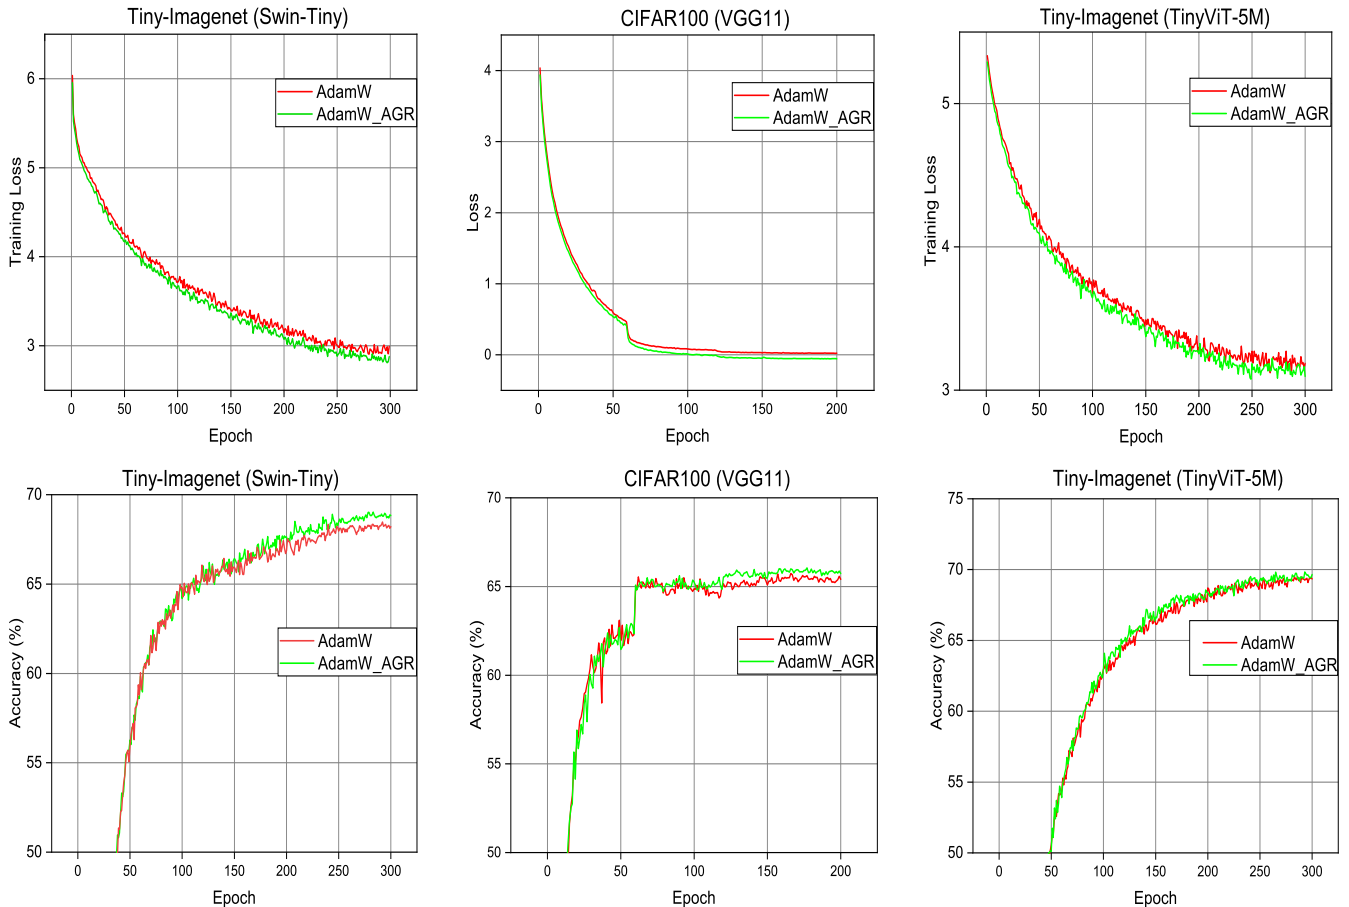 Tiny-Imagenet (Swin-Tiny)
Training Loss
6
5
4
3
AdamW
AdamW_AGR
0 50 100 150 200 250 300
Epoch
CIFAR100 (VGG11)
Loss
4
3
2
1
0
AdamW
AdamW_AGR
0 50 100 150 200
Epoch
Tiny-Imagenet (TinyViT-5M)
Training Loss
5
4
3
AdamW
AdamW_AGR
0 50 100 150 200 250 300
Epoch
Tiny-Imagenet (Swin-Tiny)
Accuracy (%)
70
65
60
55
50
AdamW
AdamW_AGR
0 50 100 150 200 250 300
Epoch
CIFAR100 (VGG11)
Accuracy (%)
70
65
60
55
50
AdamW
AdamW_AGR
0 50 100 150 200
Epoch
Tiny-Imagenet (TinyViT-5M)
Accuracy (%)
75
70
65
60
55
50
AdamW
AdamW_AGR
0 50 100 150 200 250 300
Epoch